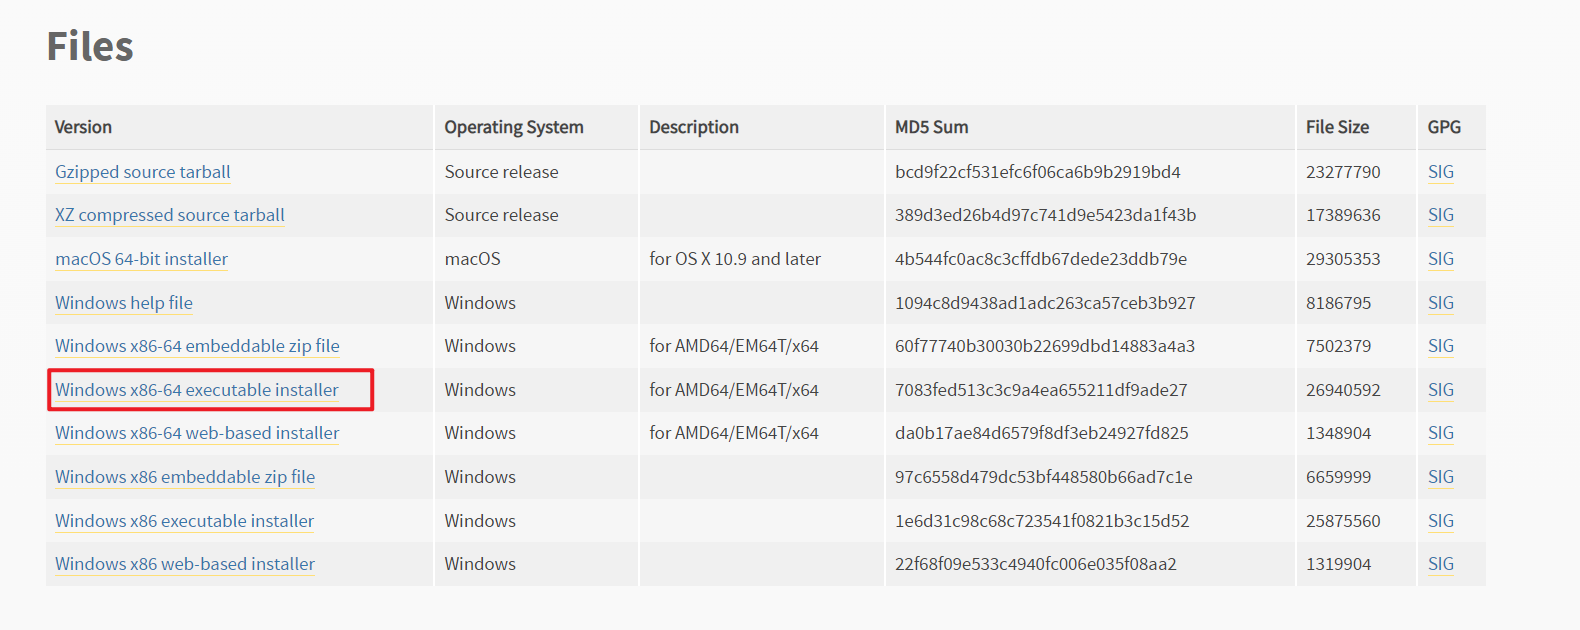 Files
Version Operating System Description MD5 Sum File Size GPG
Gzipped source tarball Source release bcd9f22cf531efc6f06ca6b9b2919bd4 23277790 SIG
XZ compressed source tarball Source release 389d3ed26b4d97c741d9e5423da1f43b 17389636 SIG
macOS 64-bit installer macOS for OS X 10.9 and later 4b544fc0ac8c3cffdb67dede23ddb79e 29305353 SIG
Windows help file Windows 1094c8d9438ad1adc263ca57ceb3b927 8186795 SIG
Windows x86-64 embeddable zip file Windows for AMD64/EM64T/x64 60f77740b30030b22699dbd14883a4a3 7502379 SIG
Windows x86-64 executable installer Windows for AMD64/EM64T/x64 7083fed513c3c9a4ea655211df9ade27 26940592 SIG
Windows x86-64 web-based installer Windows for AMD64/EM64T/x64 da0b17ae84d6579f8df3eb24927fd825 1348904 SIG
Windows x86 embeddable zip file Windows 97c6558d479dc53bf448580b66ad7c1e 6659999 SIG
Windows x86 executable installer Windows 1e6d31c98c68c723541f0821b3c15d52 25875560 SIG
Windows x86 web-based installer Windows 22f68f09e533c4940fc006e035f08aa2 1319904 SIG